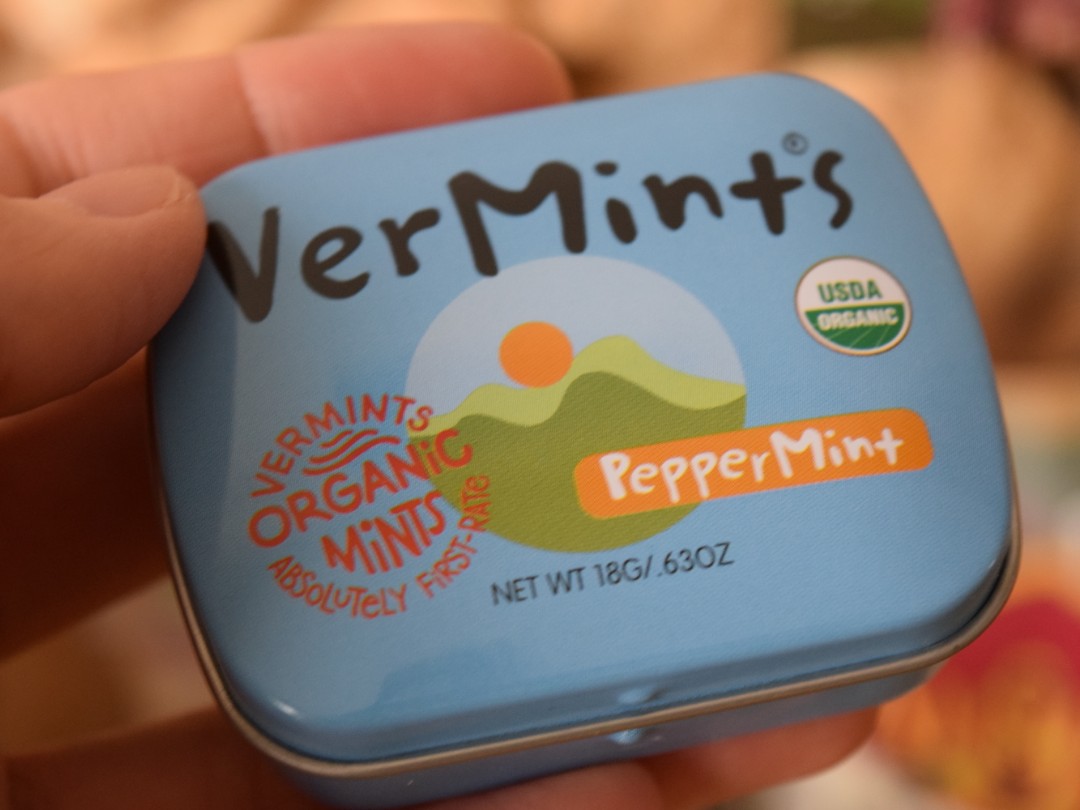 VerMints®
USDA
ORGANIC
PepperMint
VERMINTS
ORGANiC
MiNTS
ABSOLUTeLY FiRST-RATe
NET WT 18G/.63OZ